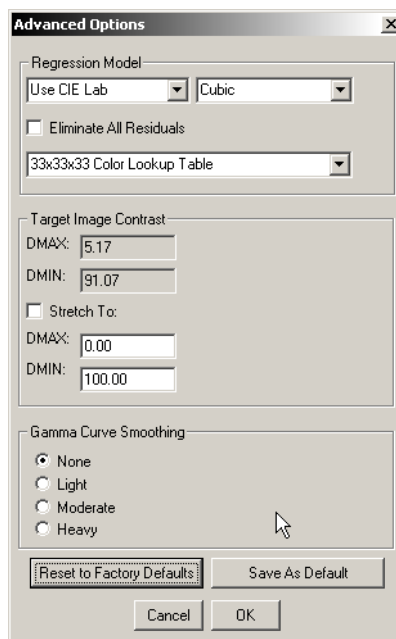 Advanced Options
Regression Model
Use CIE Lab Cubic
Eliminate All Residuals
33x33x33 Color Lookup Table
Target Image Contrast
DMAX: 5.17
DMIN: 91.07
Stretch To:
DMAX: 0.00
DMIN: 100.00
Gamma Curve Smoothing
None
Light
Moderate
Heavy
Reset to Factory Defaults Save As Default
Cancel OK